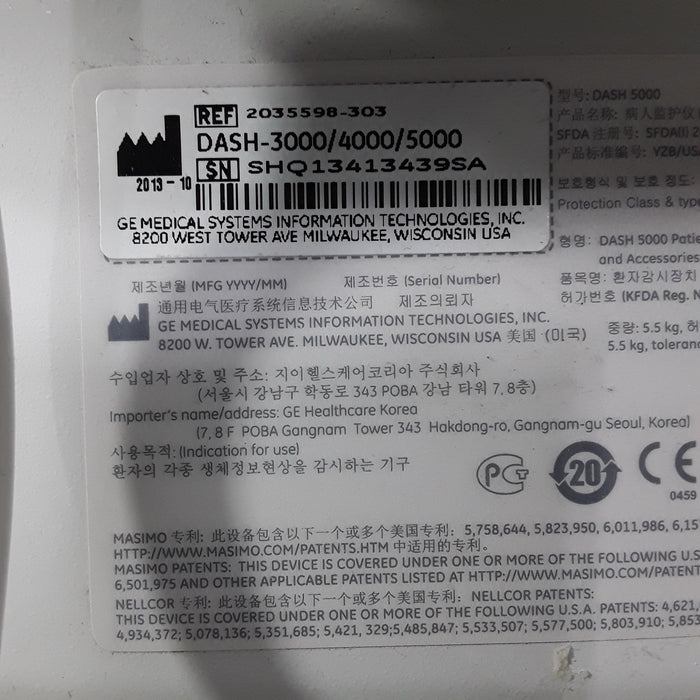 REF 2035598-303
DASH-3000/4000/5000
SN SHQ13413439SA
2013-10
GE MEDICAL SYSTEMS INFORMATION TECHNOLOGIES, INC.
8200 WEST TOWER AVE MILWAUKEE, WISCONSIN USA
型号: DASH 5000
产品名称: 病人监护仪
SFDA 注册号: SFDA(I) 2
产品标准编号: YZB/USA
보호형식 및 보호 정도:
Protection Class & type
형명: DASH 5000 Patie
and Accessories
품목명: 환자감시장치
허가번호 (KFDA Reg. N
중량: 5.5 kg, 허
5.5 kg, toleranc
제조년월 (MFG YYYY/MM) 제조번호 (Serial Number)
通用电气医疗系统信息技术公司 제조의뢰자
GE MEDICAL SYSTEMS INFORMATION TECHNOLOGIES, INC.
8200 W. TOWER AVE. MILWAUKEE, WISCONSIN USA 美国 (미국)
수입업자 상호 및 주소: 지이헬스케어코리아 주식회사
(서울시 강남구 학동로 343 POBA 강남 타워 7, 8층)
Importer's name/address: GE Healthcare Korea
(7, 8 F POBA Gangnam Tower 343 Hakdong-ro, Gangnam-gu Seoul, Korea)
사용목적: (Indication for use)
환자의 각종 생체정보현상을 감시하는 기구
20
CE
0459
MASIMO 专利: 此设备包含以下一个或多个美国专利: 5,758,644, 5,823,950, 6,011,986, 6,15
HTTP://WWW.MASIMO.COM/PATENTS.HTM 中适用的专利。
MASIMO PATENTS: THIS DEVICE IS COVERED UNDER ONE OR MORE OF THE FOLLOWING U.S
6,501,975 AND OTHER APPLICABLE PATENTS LISTED AT HTTP://WWW.MASIMO.COM/PATENT
NELLCOR 专利: 此设备包含以下一个或多个美国专利: NELLCOR PATENTS:
THIS DEVICE IS COVERED UNDER ONE OR MORE OF THE FOLLOWING U.S.A. PATENTS: 4,621,
4,934,372; 5,078,136; 5,351,685; 5,421, 329;5,485,847; 5,533,507; 5,577,500; 5,803,910; 5,853